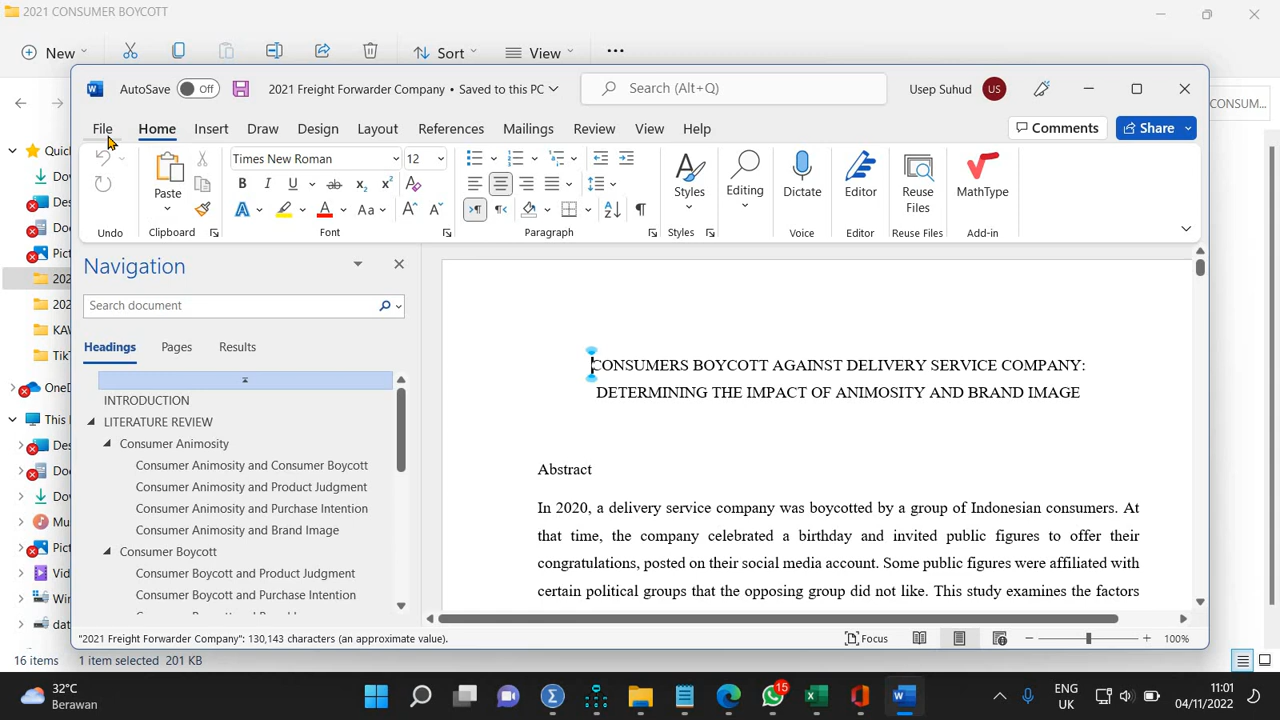 2021 CONSUMER BOYCOTT
New
Sort
View
CONSUM...
Quick
Dov
Des
Doc
Pict
202
202
KAV
TikT
OneD
This
Des
Doc
Dov
Mus
Pict
Vid
Win
dat
16 items 1 item selected 201 KB
AutoSave Off 2021 Freight Forwarder Company • Saved to this PC Search (Alt+Q) Usep Suhud US
File Home Insert Draw Design Layout References Mailings Review View Help Comments Share
Times New Roman 12
Paste Styles Editing Dictate Editor Reuse Files MathType
Undo Clipboard Font Paragraph Styles Voice Editor Reuse Files Add-in
Navigation
Search document
Headings Pages Results
INTRODUCTION
LITERATURE REVIEW
Consumer Animosity
Consumer Animosity and Consumer Boycott
Consumer Animosity and Product Judgment
Consumer Animosity and Purchase Intention
Consumer Animosity and Brand Image
Consumer Boycott
Consumer Boycott and Product Judgment
Consumer Boycott and Purchase Intention
CONSUMERS BOYCOTT AGAINST DELIVERY SERVICE COMPANY:
DETERMINING THE IMPACT OF ANIMOSITY AND BRAND IMAGE
Abstract
In 2020, a delivery service company was boycotted by a group of Indonesian consumers. At
that time, the company celebrated a birthday and invited public figures to offer their
congratulations, posted on their social media account. Some public figures were affiliated with
certain political groups that the opposing group did not like. This study examines the factors
"2021 Freight Forwarder Company": 130,143 characters (an approximate value). Focus 100%
32°C
Berawan
15
ENG
UK
11:01
04/11/2022